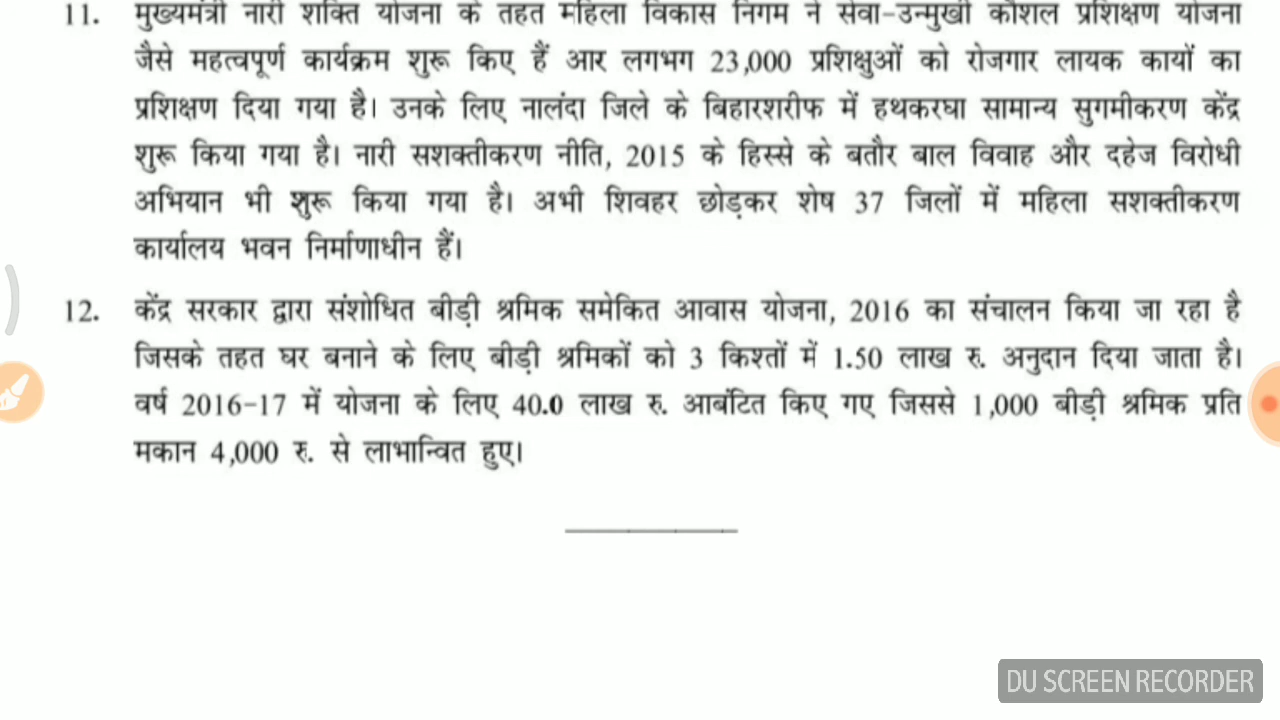 11. मुख्यमंत्री नारी शक्ति योजना के तहत महिला विकास निगम ने सेवा-उन्मुखी कौशल प्रशिक्षण योजना
जैसे महत्वपूर्ण कार्यक्रम शुरू किए हैं आर लगभग 23,000 प्रशिक्षुओं को रोजगार लायक कायों का
प्रशिक्षण दिया गया है। उनके लिए नालंदा जिले के बिहारशरीफ में हथकरघा सामान्य सुगमीकरण केंद्र
शुरू किया गया है। नारी सशक्तीकरण नीति, 2015 के हिस्से के बतौर बाल विवाह और दहेज विरोधी
अभियान भी शुरू किया गया है। अभी शिवहर छोड़कर शेष 37 जिलों में महिला सशक्तीकरण
कार्यालय भवन निर्माणाधीन हैं।
12. केंद्र सरकार द्वारा संशोधित बीड़ी श्रमिक समेकित आवास योजना, 2016 का संचालन किया जा रहा है
जिसके तहत घर बनाने के लिए बीड़ी श्रमिकों को 3 किश्तों में 1.50 लाख रु. अनुदान दिया जाता है।
वर्ष 2016-17 में योजना के लिए 40.0 लाख रु. आबंटित किए गए जिससे 1,000 बीड़ी श्रमिक प्रति
मकान 4,000 रु. से लाभान्वित हुए।
DU SCREEN RECORDER